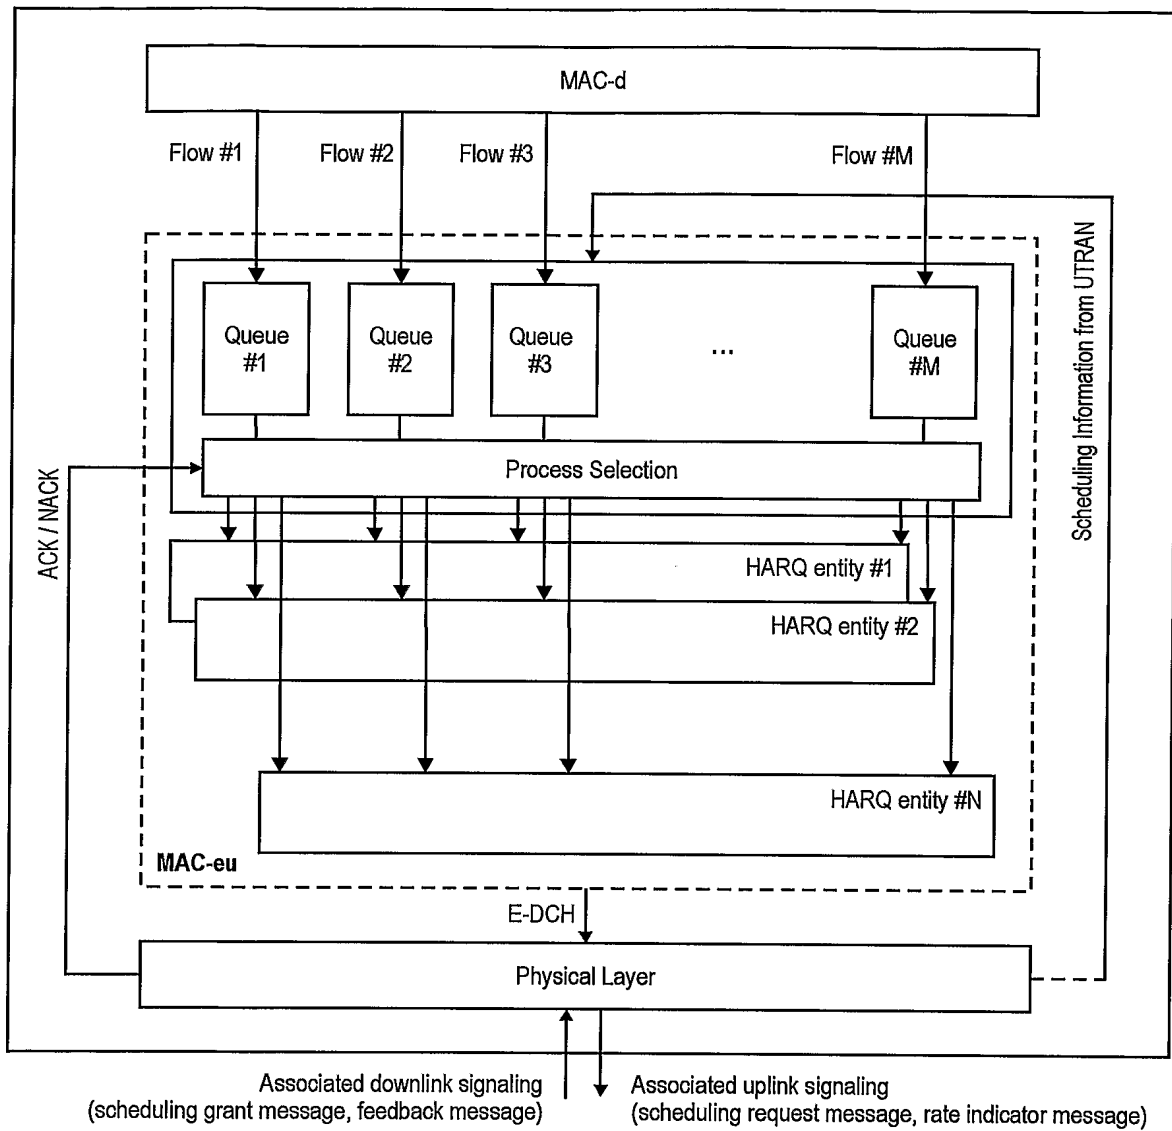 MAC-d
Flow #1
Flow #2
Flow #3
Flow #M
Scheduling Information from UTRAN
Queue
#1
Queue
#2
Queue
#3
...
Queue
#M
Process Selection
ACK / NACK
HARQ entity #1
HARQ entity #2
HARQ entity #N
MAC-eu
E-DCH
Physical Layer
Associated downlink signaling
(scheduling grant message, feedback message)
Associated uplink signaling
(scheduling request message, rate indicator message)